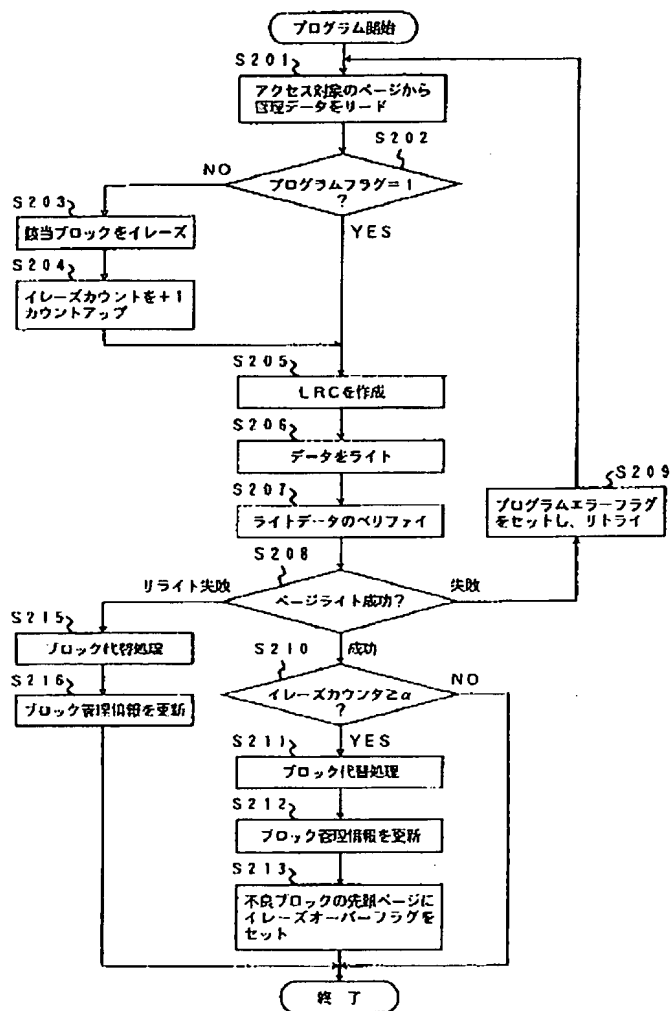 プログラム開始
S201
アクセス対象のページから
管理データをリード
S202
プログラムフラグ=1
?
NO
YES
S203
該当ブロックをイレーズ
S204
イレーズカウントを+1
カウントアップ
S205
LRCを作成
S206
データをライト
S207
ライトデータのベリファイ
S208
ページライト成功?
リライト失敗
失敗
成功
S209
プログラムエラーフラグ
をセットし、リトライ
S215
ブロック代替処理
S216
ブロック管理情報を更新
S210
イレーズカウンタ≧α
?
NO
YES
S211
ブロック代替処理
S212
ブロック管理情報を更新
S213
不良ブロックの先頭ページに
イレーズオーバーフラグを
セット
終了